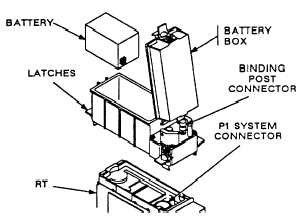 BATTERY
BATTERY
BOX
LATCHES
BINDING
POST
CONNECTOR
P1 SYSTEM
CONNECTOR
RT